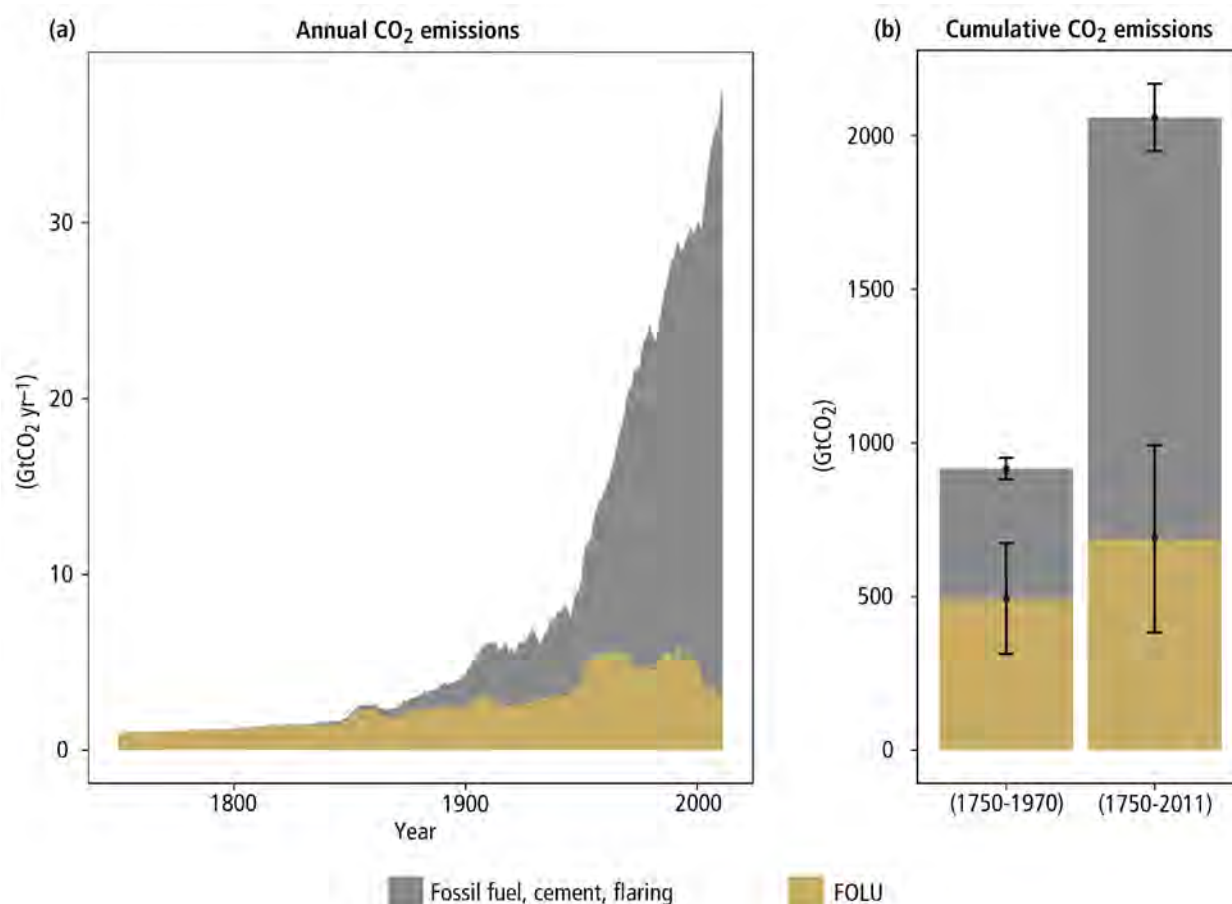 (a)
Annual CO₂ emissions
(GtCO₂ yr⁻¹)
30
20
10
0
1800
1900
2000
Year
(b)
Cumulative CO₂ emissions
(GtCO₂)
2000
1500
1000
500
0
(1750-1970)
(1750-2011)
Fossil fuel, cement, flaring
FOLU